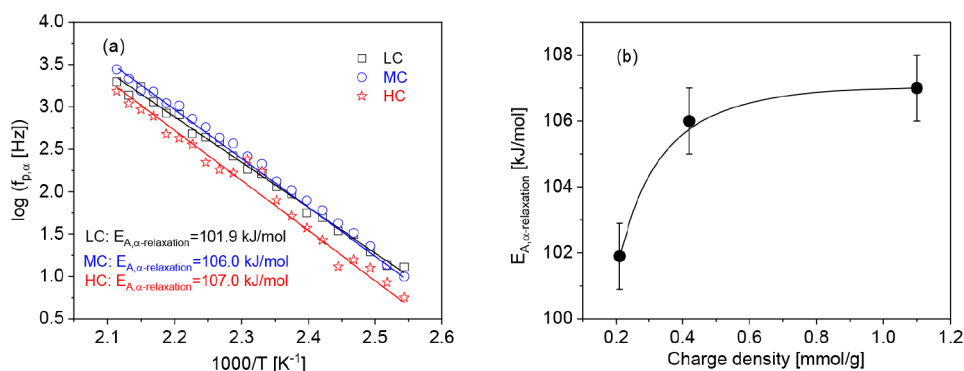 (a)
LC
MC
HC
4.0
3.5
3.0
2.5
2.0
1.5
1.0
0.5
log (f_p,α [Hz])
LC: E_A,α-relaxation=101.9 kJ/mol
MC: E_A,α-relaxation=106.0 kJ/mol
HC: E_A,α-relaxation=107.0 kJ/mol
2.1 2.2 2.3 2.4 2.5 2.6
1000/T [K⁻¹]
(b)
108
106
104
102
100
E_A,α-relaxation [kJ/mol]
0.2 0.4 0.6 0.8 1.0 1.2
Charge density [mmol/g]